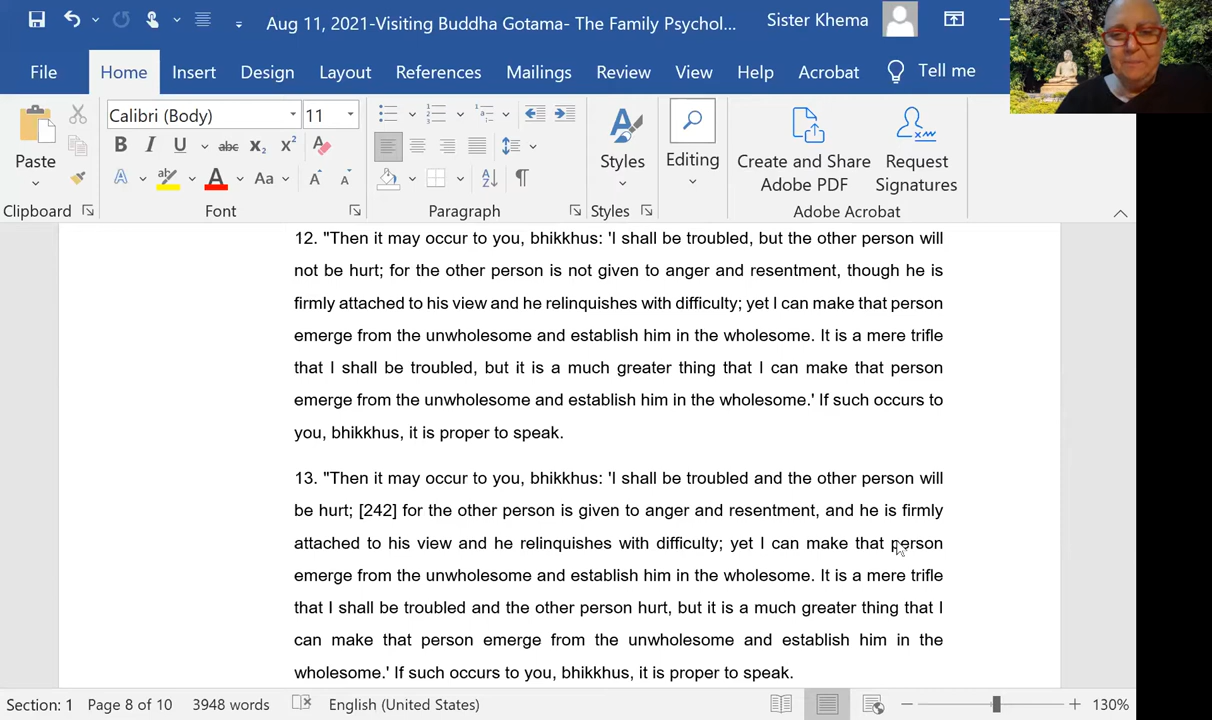 Aug 11, 2021-Visiting Buddha Gotama- The Family Psychol...
Sister Khema
File Home Insert Design Layout References Mailings Review View Help Acrobat Tell me
Calibri (Body) 11
B I U abc x₂ x²
A A Aa A A
Paste
Styles
Editing
Create and Share Adobe PDF
Request Signatures
Clipboard Font Paragraph Styles Adobe Acrobat
12. "Then it may occur to you, bhikkhus: 'I shall be troubled, but the other person will
not be hurt; for the other person is not given to anger and resentment, though he is
firmly attached to his view and he relinquishes with difficulty; yet I can make that person
emerge from the unwholesome and establish him in the wholesome. It is a mere trifle
that I shall be troubled, but it is a much greater thing that I can make that person
emerge from the unwholesome and establish him in the wholesome.' If such occurs to
you, bhikkhus, it is proper to speak.
13. "Then it may occur to you, bhikkhus: 'I shall be troubled and the other person will
be hurt; [242] for the other person is given to anger and resentment, and he is firmly
attached to his view and he relinquishes with difficulty; yet I can make that person
emerge from the unwholesome and establish him in the wholesome. It is a mere trifle
that I shall be troubled and the other person hurt, but it is a much greater thing that I
can make that person emerge from the unwholesome and establish him in the
wholesome.' If such occurs to you, bhikkhus, it is proper to speak.
Section: 1 Page 8 of 10 3948 words English (United States) 130%